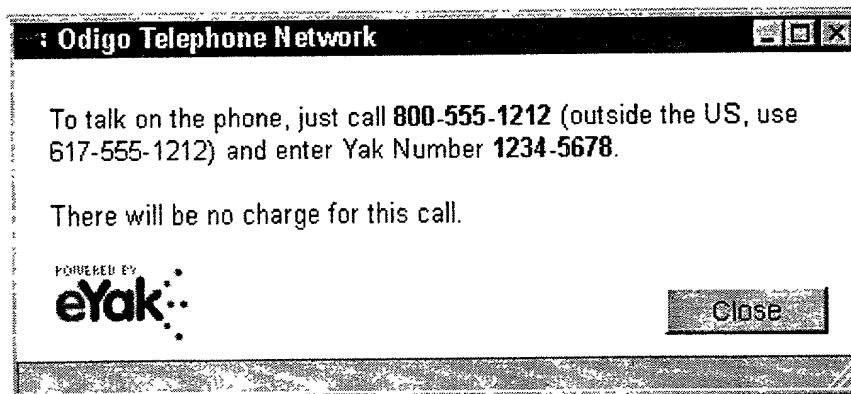 : Odigo Telephone Network
To talk on the phone, just call 800-555-1212 (outside the US, use
617-555-1212) and enter Yak Number 1234-5678.
There will be no charge for this call.
POWERED BY
eYak
Close